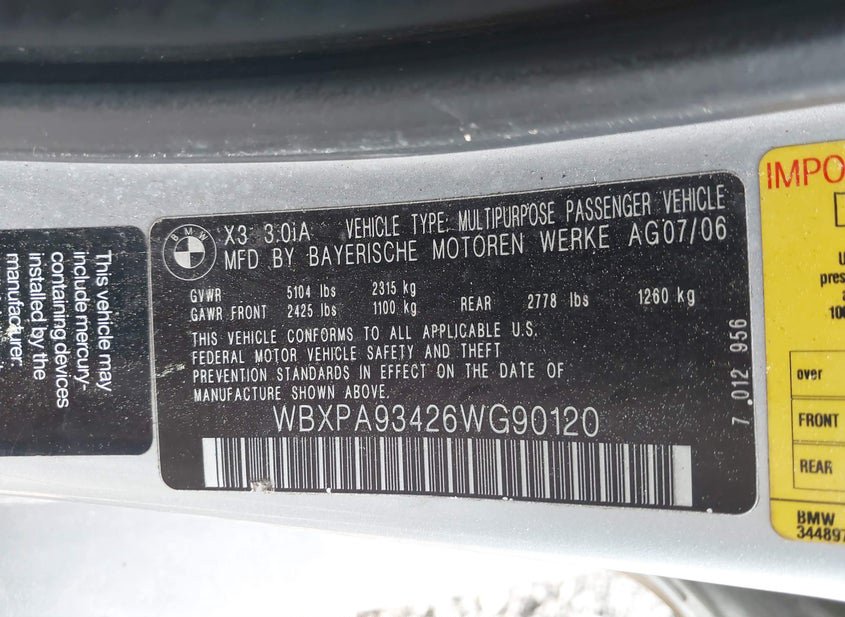 This vehicle may
include mercury-
containing devices
installed by the
manufacturer:
BMW
X3 3.0iA VEHICLE TYPE: MULTIPURPOSE PASSENGER VEHICLE
MFD BY BAYERISCHE MOTOREN WERKE AG07/06
GVWR 5104 lbs 2315 kg
GAWR FRONT 2425 lbs 1100 kg REAR 2778 lbs 1260 kg
THIS VEHICLE CONFORMS TO ALL APPLICABLE U.S.
FEDERAL MOTOR VEHICLE SAFETY AND THEFT
PREVENTION STANDARDS IN EFFECT ON THE DATE OF
MANUFACTURE SHOWN ABOVE.
WBXPA93426WG90120
7 012 956
IMPO
U
pres
a
100
over
FRONT
REAR
BMW
344897